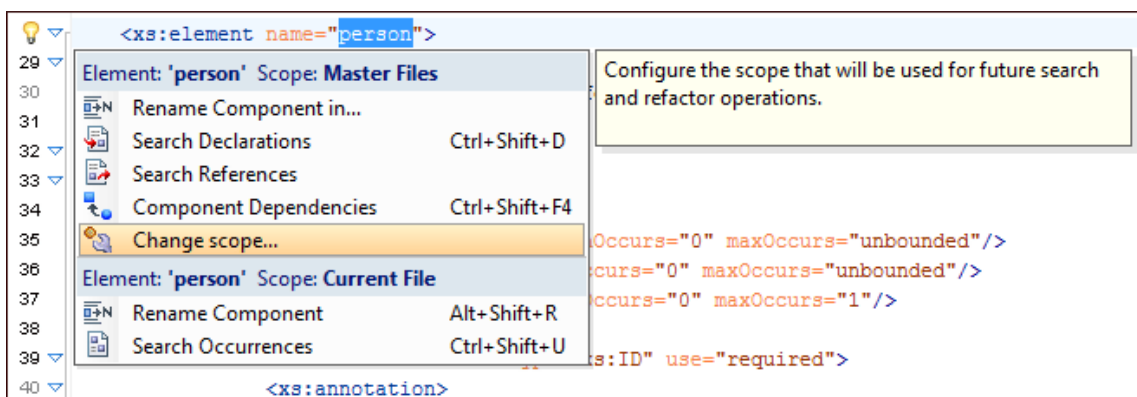 <xs:element name="person">
29
Element: 'person' Scope: Master Files
Configure the scope that will be used for future search
and refactor operations.
30
Rename Component in...
31
Search Declarations Ctrl+Shift+D
32
33
Search References
34
Component Dependencies Ctrl+Shift+F4
35
Change scope... Occurs="0" maxOccurs="unbounded"/>
36
Element: 'person' Scope: Current File
ccurs="0" maxOccurs="unbounded"/>
37
Rename Component Alt+Shift+R
ccurs="0" maxOccurs="1"/>
38
Search Occurrences Ctrl+Shift+U
39
s:ID" use="required">
40 <xs:annotation>